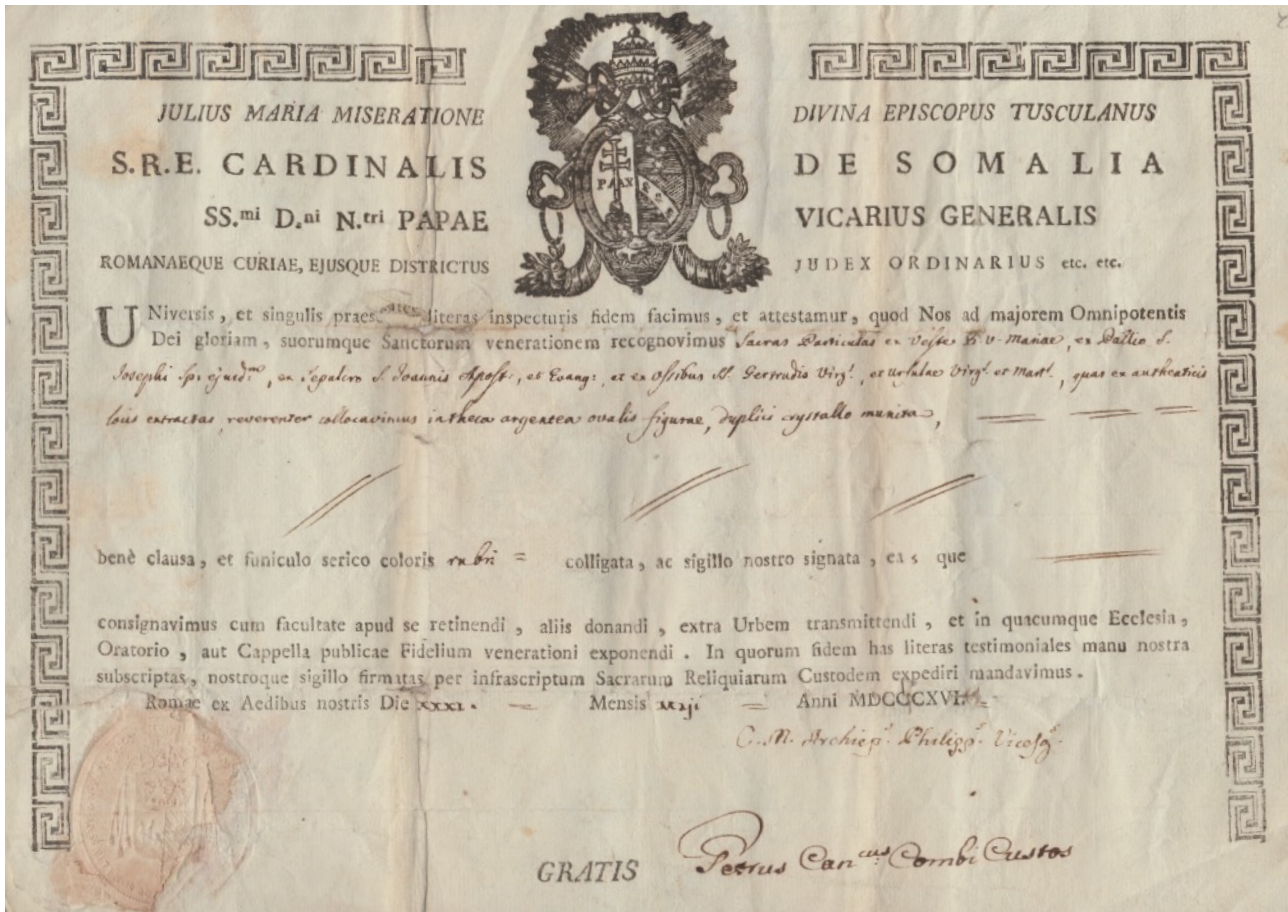 JULIUS MARIA MISERATIONE DIVINA EPISCOPUS TUSCULANUS
S.R.E. CARDINALIS DE SOMALIA
SS.mi D.ni N.tri PAPAE VICARIUS GENERALIS
ROMANAEQUE CURIAE, EJUSQUE DISTRICTUS JUDEX ORDINARIUS etc. etc.
PAX
UNiversis, et singulis praesentes literas inspecturis fidem facimus, et attestamur, quod Nos ad majorem Omnipotentis
Dei gloriam, suorumque Sanctorum venerationem recognovimus Sacras Particulas ex Veste B. V. Mariae, ex Pallio S.
Josephi Sp. ejusd.m, ex Sepulcro S. Joannis Apost., et Evang., et ex Ossibus SS. Gertrudis Virg., et Ursulae Virg. et Mart., quas ex authenticis
locis extractas, reverenter collocavimus in theca argentea ovalis figurae, duplici crystallo munita,
benè clausa, et funiculo serico coloris rubri = colligata, ac sigillo nostro signata, eas que
consignavimus cum facultate apud se retinendi, aliis donandi, extra Urbem transmittendi, et in quacumque Ecclesia,
Oratorio, aut Cappella publicae Fidelium venerationi exponendi. In quorum fidem has literas testimoniales manu nostra
subscriptas, nostroque sigillo firmatas per infrascriptum Sacrarum Reliquiarum Custodem expediri mandavimus.
Romae ex Aedibus nostris Die xxxi. Mensis Maji Anni MDCCCXVI
C. M. Archiep. Philipp. Vicesg.
GRATIS Petrus Can.cus Combi Custos